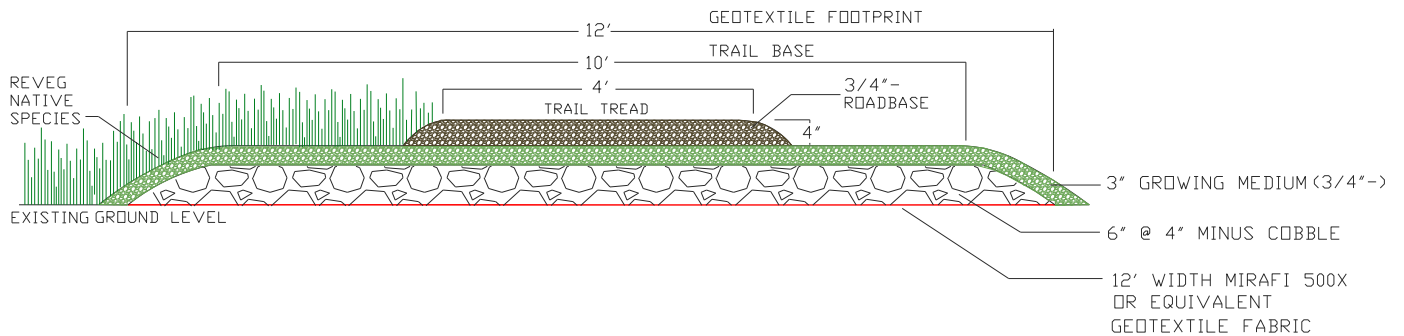 GEOTEXTILE FOOTPRINT
12'
TRAIL BASE
10'
REVEG
NATIVE
SPECIES
4'
TRAIL TREAD
3/4"-
ROADBASE
4"
EXISTING GROUND LEVEL
3" GROWING MEDIUM (3/4"-)
6" @ 4" MINUS COBBLE
12' WIDTH MIRAFI 500X
OR EQUIVALENT
GEOTEXTILE FABRIC